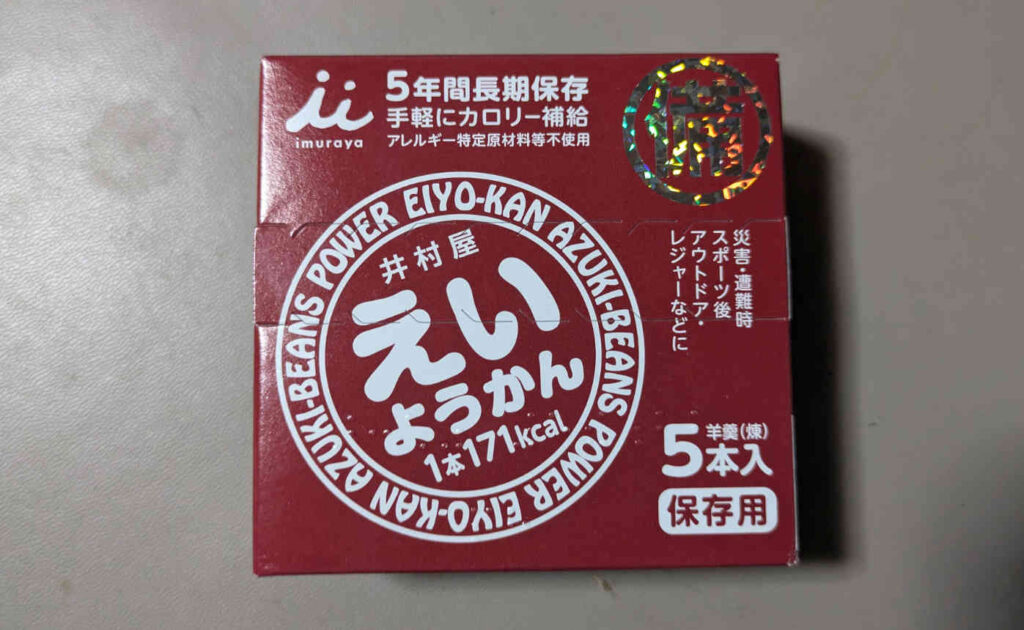 imuraya
5年間長期保存
手軽にカロリー補給
アレルギー特定原材料等不使用
備
災害・遭難時
スポーツ後
アウトドア・
レジャーなどに
AZUKI-BEANS POWER EIYO-KAN AZUKI-BEANS POWER EIYO-KAN
井村屋
えいようかん
1本171kcal
羊羹(煉)
5本入
保存用